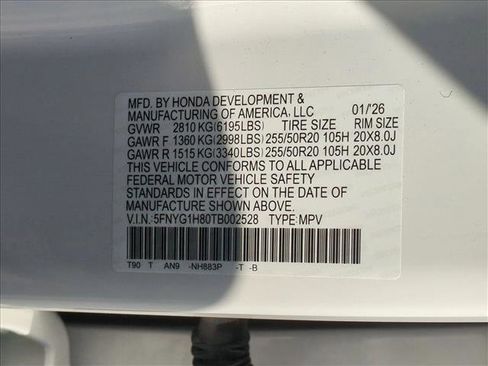 MFD. BY HONDA DEVELOPMENT &
MANUFACTURING OF AMERICA, LLC 01/'26
GVWR 2810 KG(6195LBS) TIRE SIZE RIM SIZE
GAWR F 1360 KG(2998LBS) 255/50R20 105H 20X8.0J
GAWR R 1515 KG(3340LBS) 255/50R20 105H 20X8.0J
THIS VEHICLE CONFORMS TO ALL APPLICABLE
FEDERAL MOTOR VEHICLE SAFETY
STANDARDS IN EFFECT ON THE DATE OF
MANUFACTURE SHOWN ABOVE.
V.I.N.:5FNYG1H80TB002528 TYPE:MPV
T90 T AN9 -NH883P -T -B